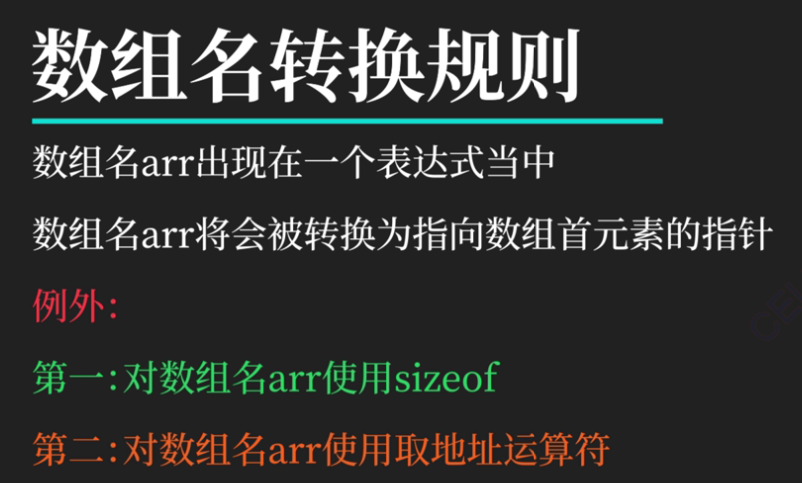 数组名转换规则
数组名arr出现在一个表达式当中
数组名arr将会被转换为指向数组首元素的指针
例外:
第一:对数组名arr使用sizeof
第二:对数组名arr使用取地址运算符